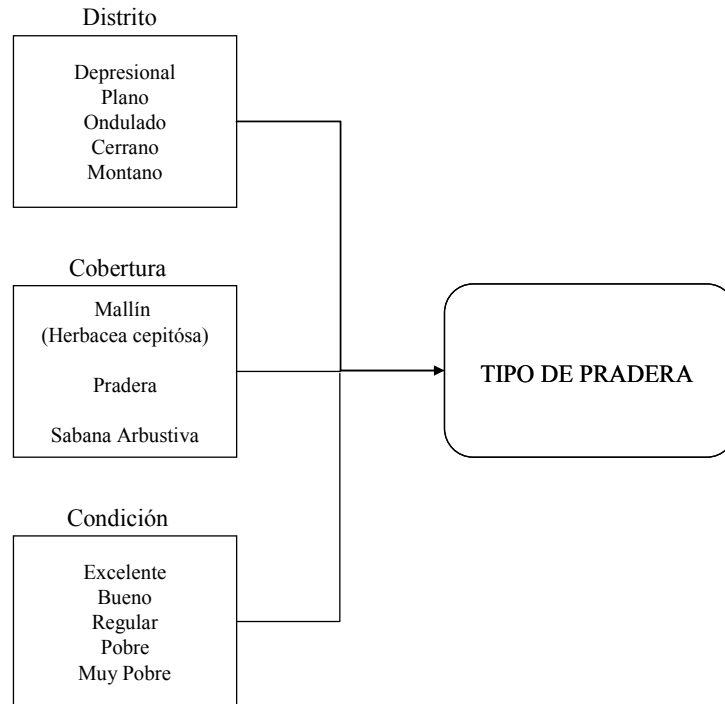 Distrito
Depresional
Plano
Ondulado
Cerrano
Montano
Cobertura
Mallín
(Herbacea cepitósa)
Pradera
Sabana Arbustiva
Condición
Excelente
Bueno
Regular
Pobre
Muy Pobre
TIPO DE PRADERA